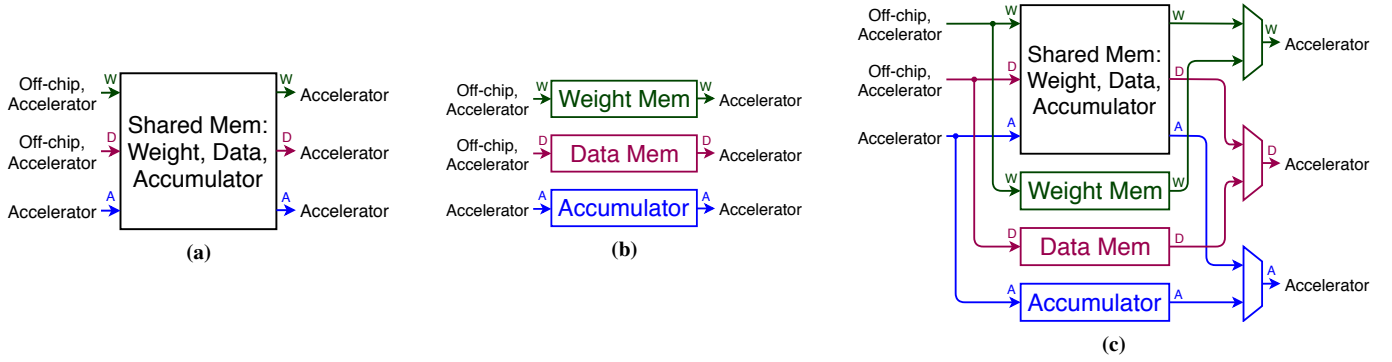 W
W
Off-chip,
Accelerator
Accelerator
D
D
Off-chip,
Accelerator
Accelerator
A
A
Accelerator
Accelerator
Shared Mem:
Weight, Data,
Accumulator
(a)
Off-chip,
Accelerator
W
Weight Mem
W
Accelerator
Off-chip,
Accelerator
D
Data Mem
D
Accelerator
Accelerator
A
Accumulator
A
Accelerator
(b)
Off-chip,
Accelerator
W
W
W
Accelerator
Off-chip,
Accelerator
D
D
Accelerator
A
A
Shared Mem:
Weight, Data,
Accumulator
D
Accelerator
W
Weight Mem
W
D
Data Mem
D
A
Accelerator
A
Accumulator
A
(c)